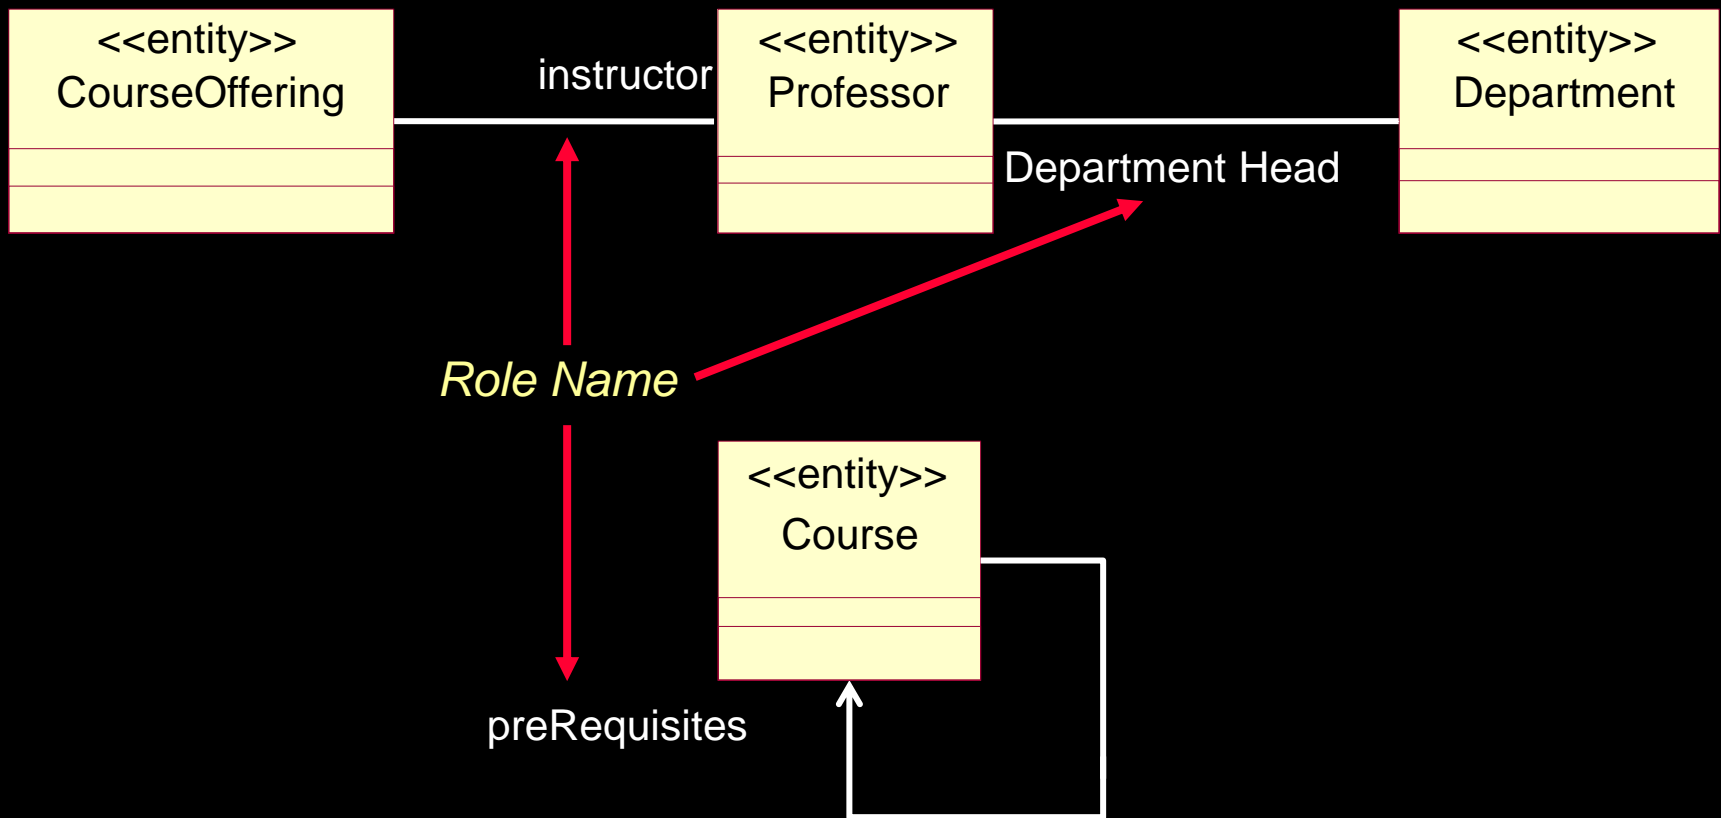 <<entity>>
CourseOffering
instructor
<<entity>>
Professor
Department Head
<<entity>>
Department
Role Name
<<entity>>
Course
preRequisites